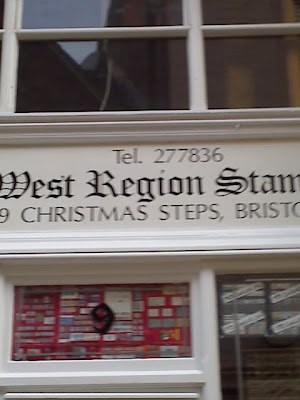 Tel. 277836
West Region Stam
9 CHRISTMAS STEPS, BRISTO
9